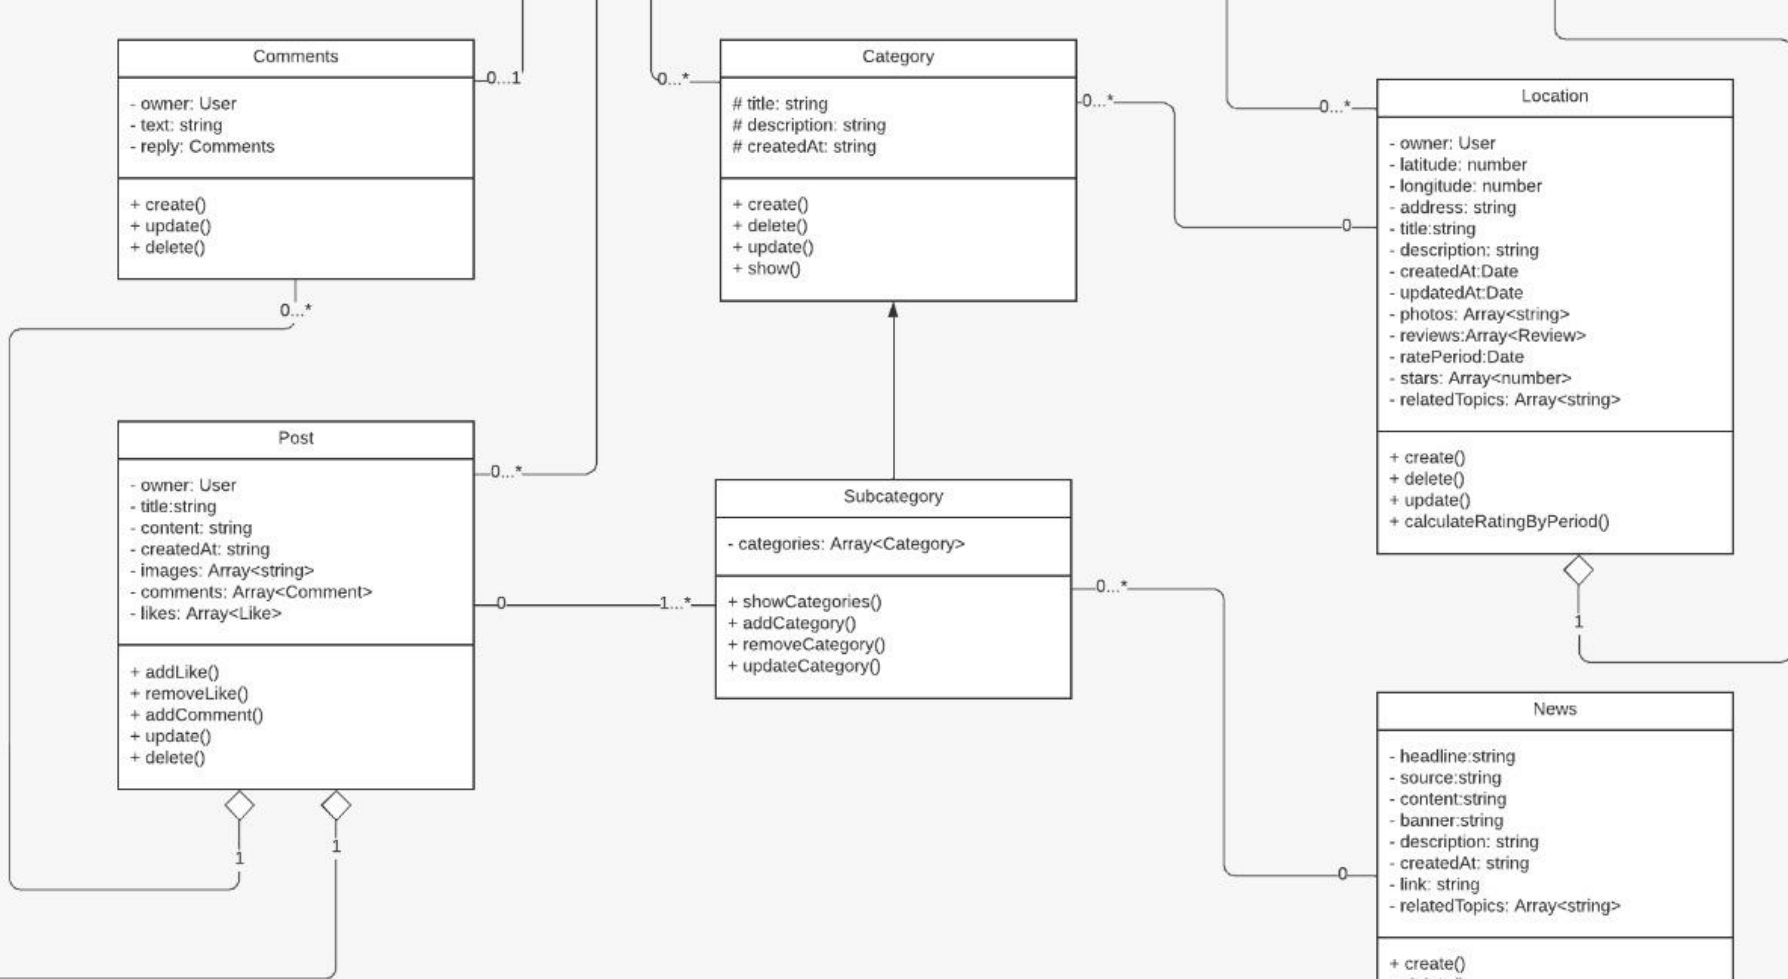 Comments
- owner: User
- text: string
- reply: Comments
+ create()
+ update()
+ delete()
0...1
0...*
0...*
Category
# title: string
# description: string
# createdAt: string
+ create()
+ delete()
+ update()
+ show()
0...*
0...*
0
Location
- owner: User
- latitude: number
- longitude: number
- address: string
- title:string
- description: string
- createdAt:Date
- updatedAt:Date
- photos: Array<string>
- reviews:Array<Review>
- ratePeriod:Date
- stars: Array<number>
- relatedTopics: Array<string>
+ create()
+ delete()
+ update()
+ calculateRatingByPeriod()
1
Post
- owner: User
- title:string
- content: string
- createdAt: string
- images: Array<string>
- comments: Array<Comment>
- likes: Array<Like>
+ addLike()
+ removeLike()
+ addComment()
+ update()
+ delete()
0...*
0
1...*
1
1
Subcategory
- categories: Array<Category>
+ showCategories()
+ addCategory()
+ removeCategory()
+ updateCategory()
0...*
0
News
- headline:string
- source:string
- content:string
- banner:string
- description: string
- createdAt: string
- link: string
- relatedTopics: Array<string>
+ create()